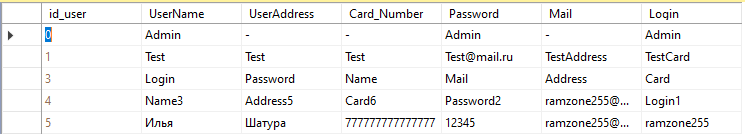 id_user UserName UserAddress Card_Number Password Mail Login
0 Admin - - Admin - Admin
1 Test Test Test Test@mail.ru TestAddress TestCard
3 Login Password Name Mail Address Card
4 Name3 Address5 Card6 Password2 ramzone255@... Login1
5 Илья Шатура 777777777777777 12345 ramzone255@... ramzone255